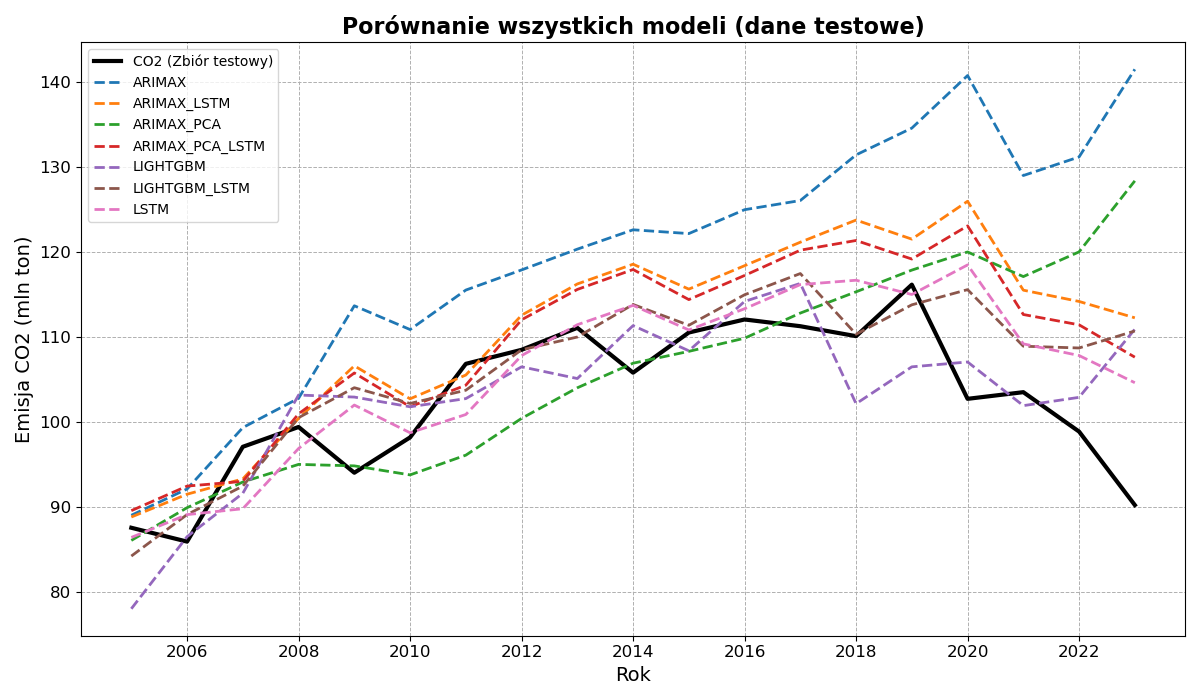 Porównanie wszystkich modeli (dane testowe)
CO2 (Zbiór testowy)
ARIMAX
ARIMAX_LSTM
ARIMAX_PCA
ARIMAX_PCA_LSTM
LIGHTGBM
LIGHTGBM_LSTM
LSTM
Emisja CO2 (mln ton)
140
130
120
110
100
90
80
2006 2008 2010 2012 2014 2016 2018 2020 2022
Rok